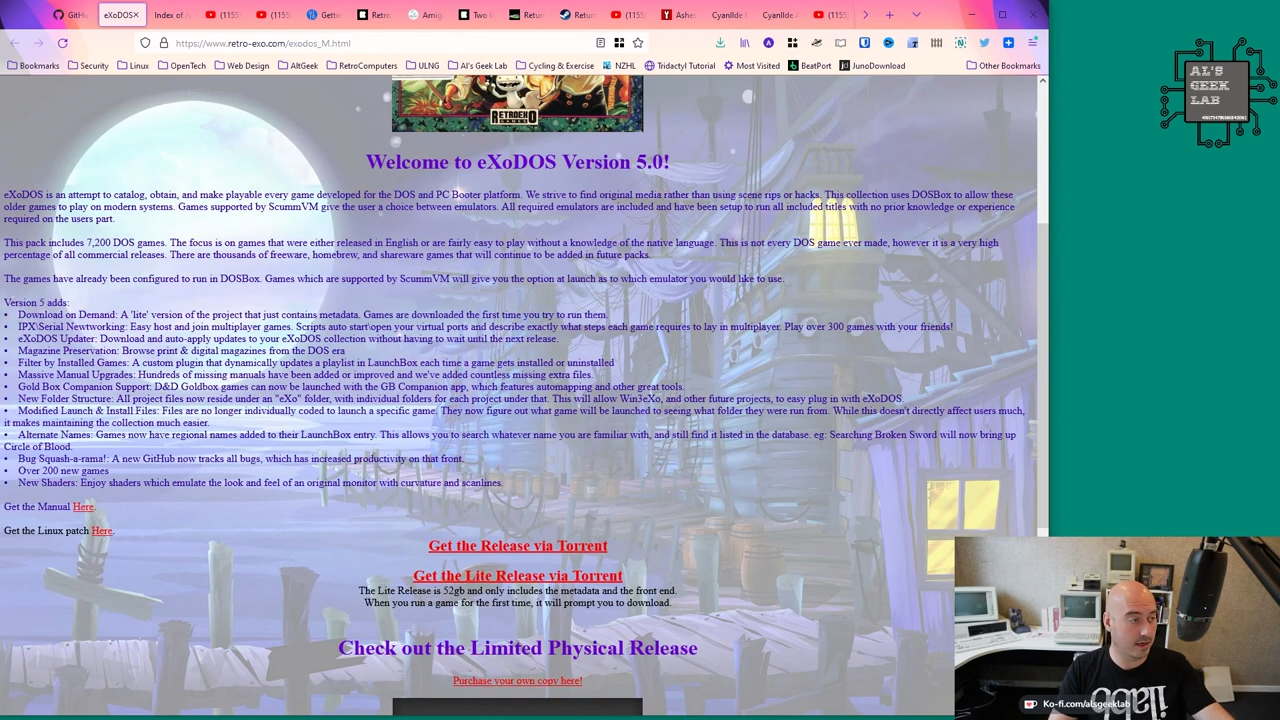 GitHu
eXoDOS
Index of /
(1155
(1155
Gettin
Retro
Amig
Two
Retur
Retur
(1155
Ashes
CyanIIde
CyanIIde
(1155
https://www.retro-exo.com/exodos_M.html
Bookmarks
Security
Linux
OpenTech
Web Design
AltGeek
RetroComputers
ULNG
Al's Geek Lab
Cycling & Exercise
NZHL
Tridactyl Tutorial
Most Visited
BeatPort
JunoDownload
Other Bookmarks
AL'S
GEEK
LAB
RETROEXO
Welcome to eXoDOS Version 5.0!
eXoDOS is an attempt to catalog, obtain, and make playable every game developed for the DOS and PC Booter platform. We strive to find original media rather than using scene rips or hacks. This collection uses DOSBox to allow these
older games to play on modern systems. Games supported by ScummVM give the user a choice between emulators. All required emulators are included and have been setup to run all included titles with no prior knowledge or experience
required on the users part.
This pack includes 7,200 DOS games. The focus is on games that were either released in English or are fairly easy to play without a knowledge of the native language. This is not every DOS game ever made, however it is a very high
percentage of all commercial releases. There are thousands of freeware, homebrew, and shareware games that will continue to be added in future packs.
The games have already been configured to run in DOSBox. Games which are supported by ScummVM will give you the option at launch as to which emulator you would like to use.
Version 5 adds:
• Download on Demand: A 'lite' version of the project that just contains metadata. Games are downloaded the first time you try to run them.
• IPX\Serial Newtworking: Easy host and join multiplayer games. Scripts auto start\open your virtual ports and describe exactly what steps each game requires to lay in multiplayer. Play over 300 games with your friends!
• eXoDOS Updater: Download and auto-apply updates to your eXoDOS collection without having to wait until the next release.
• Magazine Preservation: Browse print & digital magazines from the DOS era
• Filter by Installed Games: A custom plugin that dynamically updates a playlist in LaunchBox each time a game gets installed or uninstalled
• Massive Manual Upgrades: Hundreds of missing manuals have been added or improved and we've added countless missing extra files.
• Gold Box Companion Support: D&D Goldbox games can now be launched with the GB Companion app, which features automapping and other great tools.
• New Folder Structure: All project files now reside under an "eXo" folder, with individual folders for each project under that. This will allow Win3eXo, and other future projects, to easy plug in with eXoDOS.
• Modified Launch & Install Files: Files are no longer individually coded to launch a specific game. They now figure out what game will be launched to seeing what folder they were run from. While this doesn't directly affect users much,
it makes maintaining the collection much easier.
• Alternate Names: Games now have regional names added to their LaunchBox entry. This allows you to search whatever name you are familiar with, and still find it listed in the database. eg: Searching Broken Sword will now bring up
Circle of Blood.
• Bug Squash-a-rama!: A new GitHub now tracks all bugs, which has increased productivity on that front.
• Over 200 new games
• New Shaders: Enjoy shaders which emulate the look and feel of an original monitor with curvature and scanlines.
Get the Manual Here.
Get the Linux patch Here.
Get the Release via Torrent
Get the Lite Release via Torrent
The Lite Release is 52gb and only includes the metadata and the front end.
When you run a game for the first time, it will prompt you to download.
Check out the Limited Physical Release
Purchase your own copy here!
Ko-fi.com/alsgeeklab